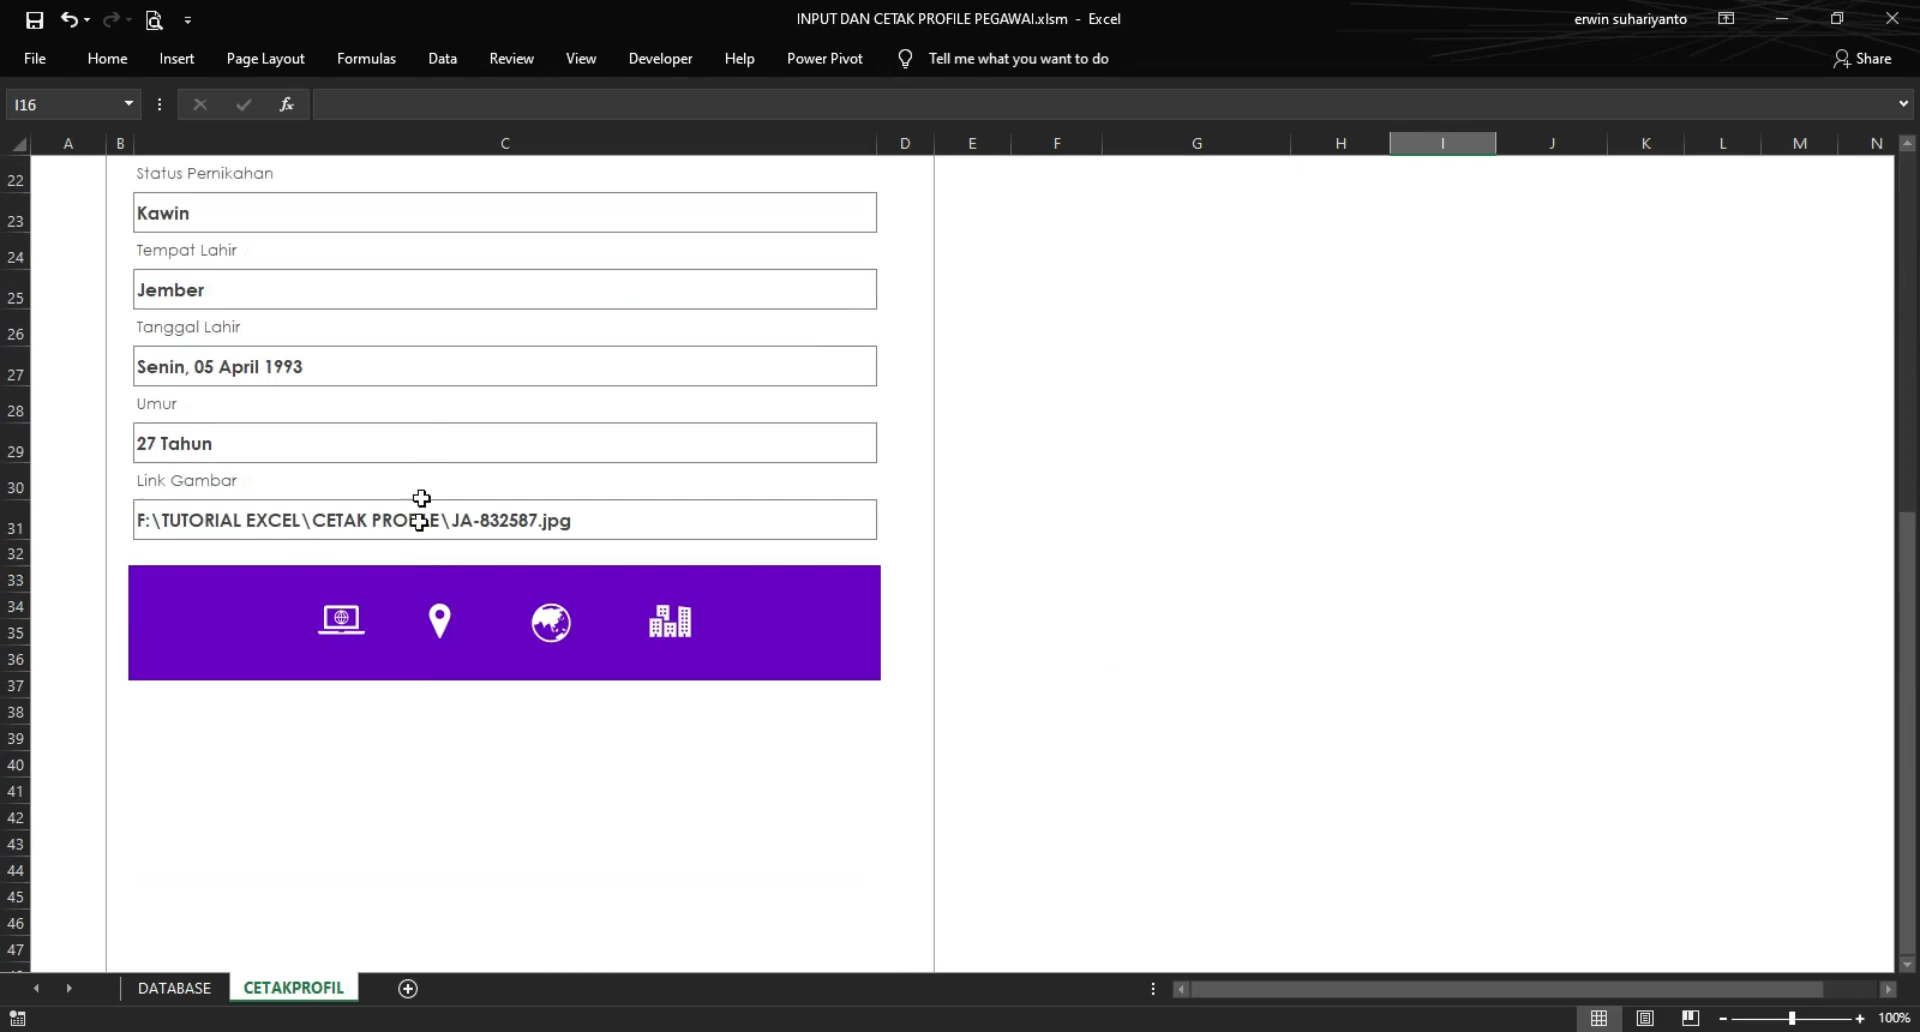 INPUT DAN CETAK PROFILE PEGAWAI.xlsm - Excel
erwin suhariyanto
File Home Insert Page Layout Formulas Data Review View Developer Help Power Pivot Tell me what you want to do Share
I16
fx
A B C D E F G H I J K L M N
22 Status Pernikahan
23 Kawin
24 Tempat Lahir
25 Jember
26 Tanggal Lahir
27 Senin, 05 April 1993
28 Umur
29 27 Tahun
30 Link Gambar
31 F:\TUTORIAL EXCEL\CETAK PROFILE\JA-832587.jpg
32
33
34
35
36
37
38
39
40
41
42
43
44
45
46
47
DATABASE CETAKPROFIL
100%